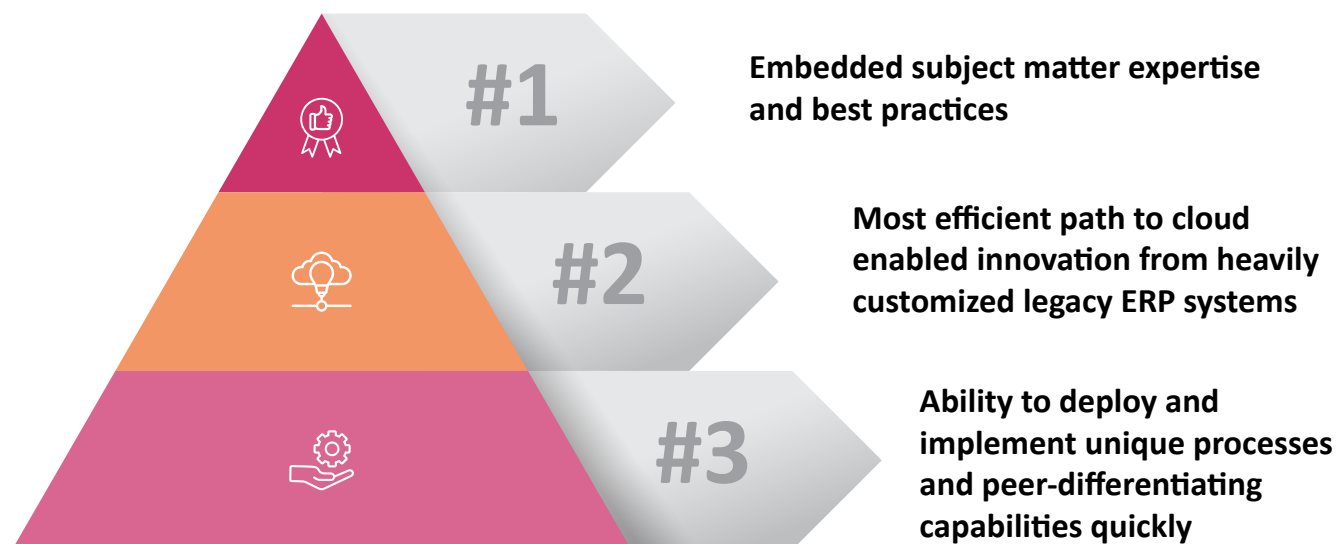 #1
Embedded subject matter expertise
and best practices
#2
Most efficient path to cloud
enabled innovation from heavily
customized legacy ERP systems
#3
Ability to deploy and
implement unique processes
and peer-differentiating
capabilities quickly